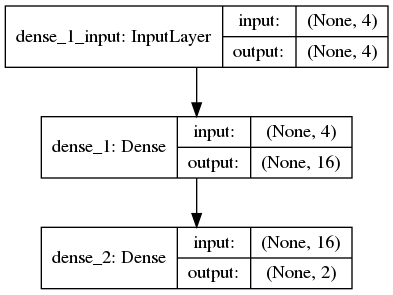 dense_1_input: InputLayer
input: (None, 4)
output: (None, 4)
dense_1: Dense
input: (None, 4)
output: (None, 16)
dense_2: Dense
input: (None, 16)
output: (None, 2)